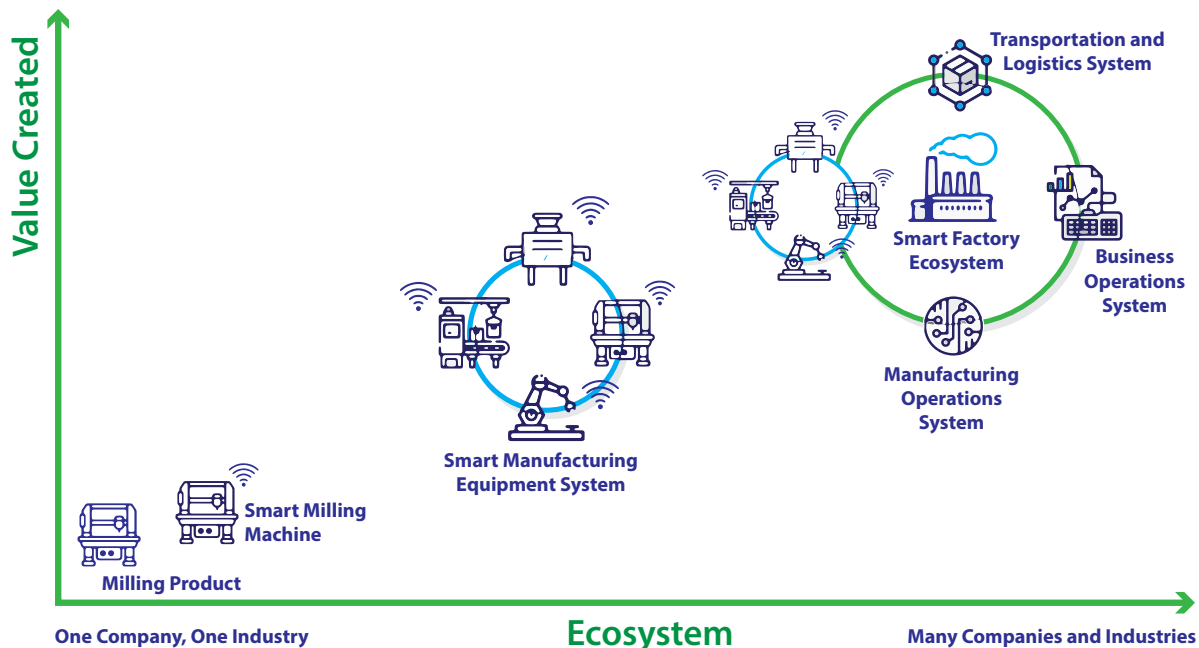 Value Created
Transportation and
Logistics System
Smart Factory
Ecosystem
Business
Operations
System
Manufacturing
Operations
System
Smart Manufacturing
Equipment System
Smart Milling
Machine
Milling Product
One Company, One Industry
Ecosystem
Many Companies and Industries